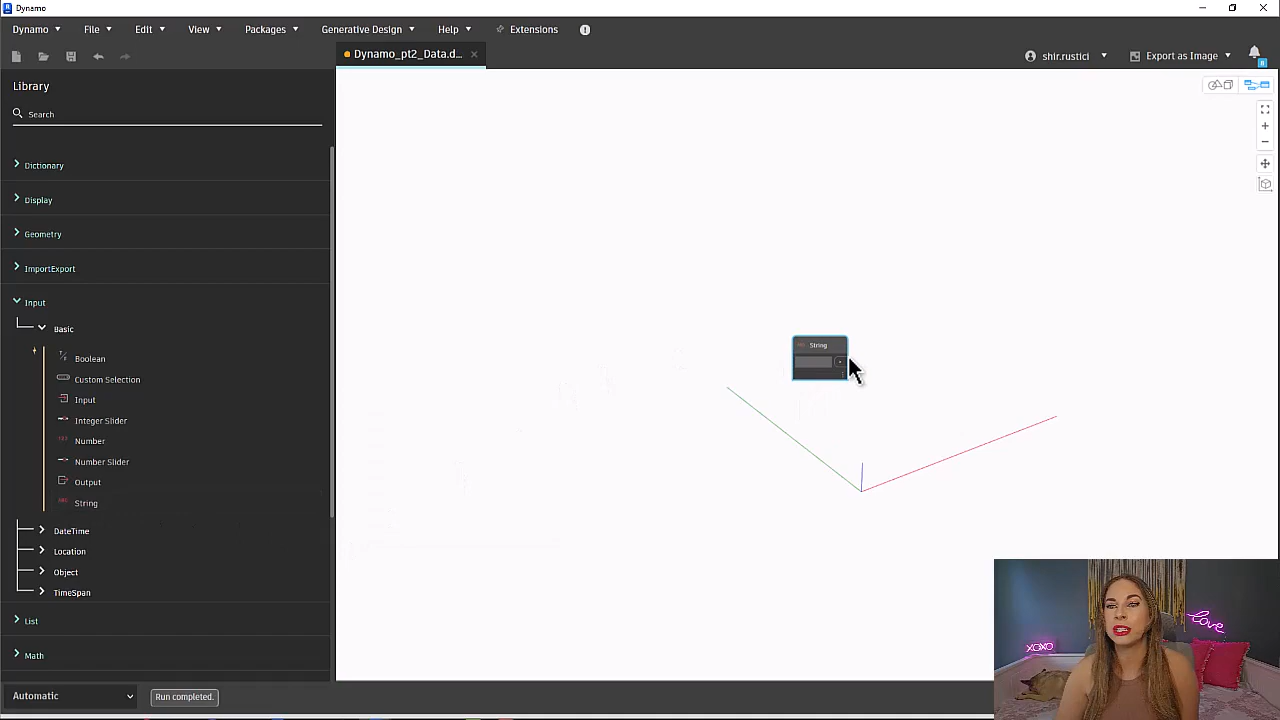 Dynamo
Dynamo File Edit View Packages Generative Design Help Extensions
Dynamo_pt2_Data.d...
shir.rustici
Export as Image
Library
Search
Dictionary
Display
Geometry
ImportExport
Input
Basic
Boolean
Custom Selection
Input
Integer Slider
Number
Number Slider
Output
String
DateTime
Location
Object
TimeSpan
List
Math
String
love
XOXO
Automatic
Run completed.